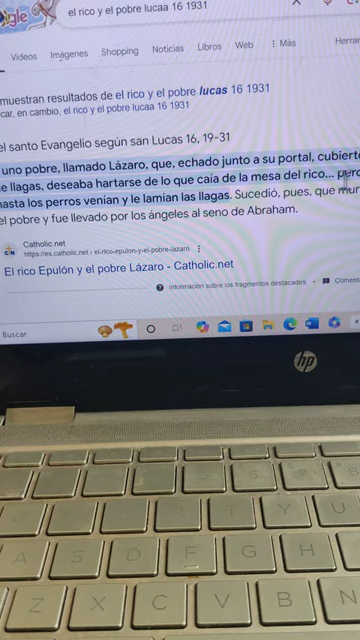 gle
el rico y el pobre lucaa 16 1931
Videos Imágenes Shopping Noticias Libros Web Más Herrar
muestran resultados de el rico y el pobre lucas 16 1931
car, en cambio, el rico y el pobre lucaa 16 1931
el santo Evangelio según san Lucas 16, 19-31
uno pobre, llamado Lázaro, que, echado junto a su portal, cubierto
e llagas, deseaba hartarse de lo que caía de la mesa del rico... pero
hasta los perros venían y le lamían las llagas. Sucedió, pues, que mur
el pobre y fue llevado por los ángeles al seno de Abraham.
Catholic.net
https://es.catholic.net › el-rico-epulon-y-el-pobre-lazaro...
El rico Epulón y el pobre Lázaro - Catholic.net
Información sobre los fragmentos destacados • Comenta
Buscar
hp
T Y U
A S D F G H
Z X C V B N